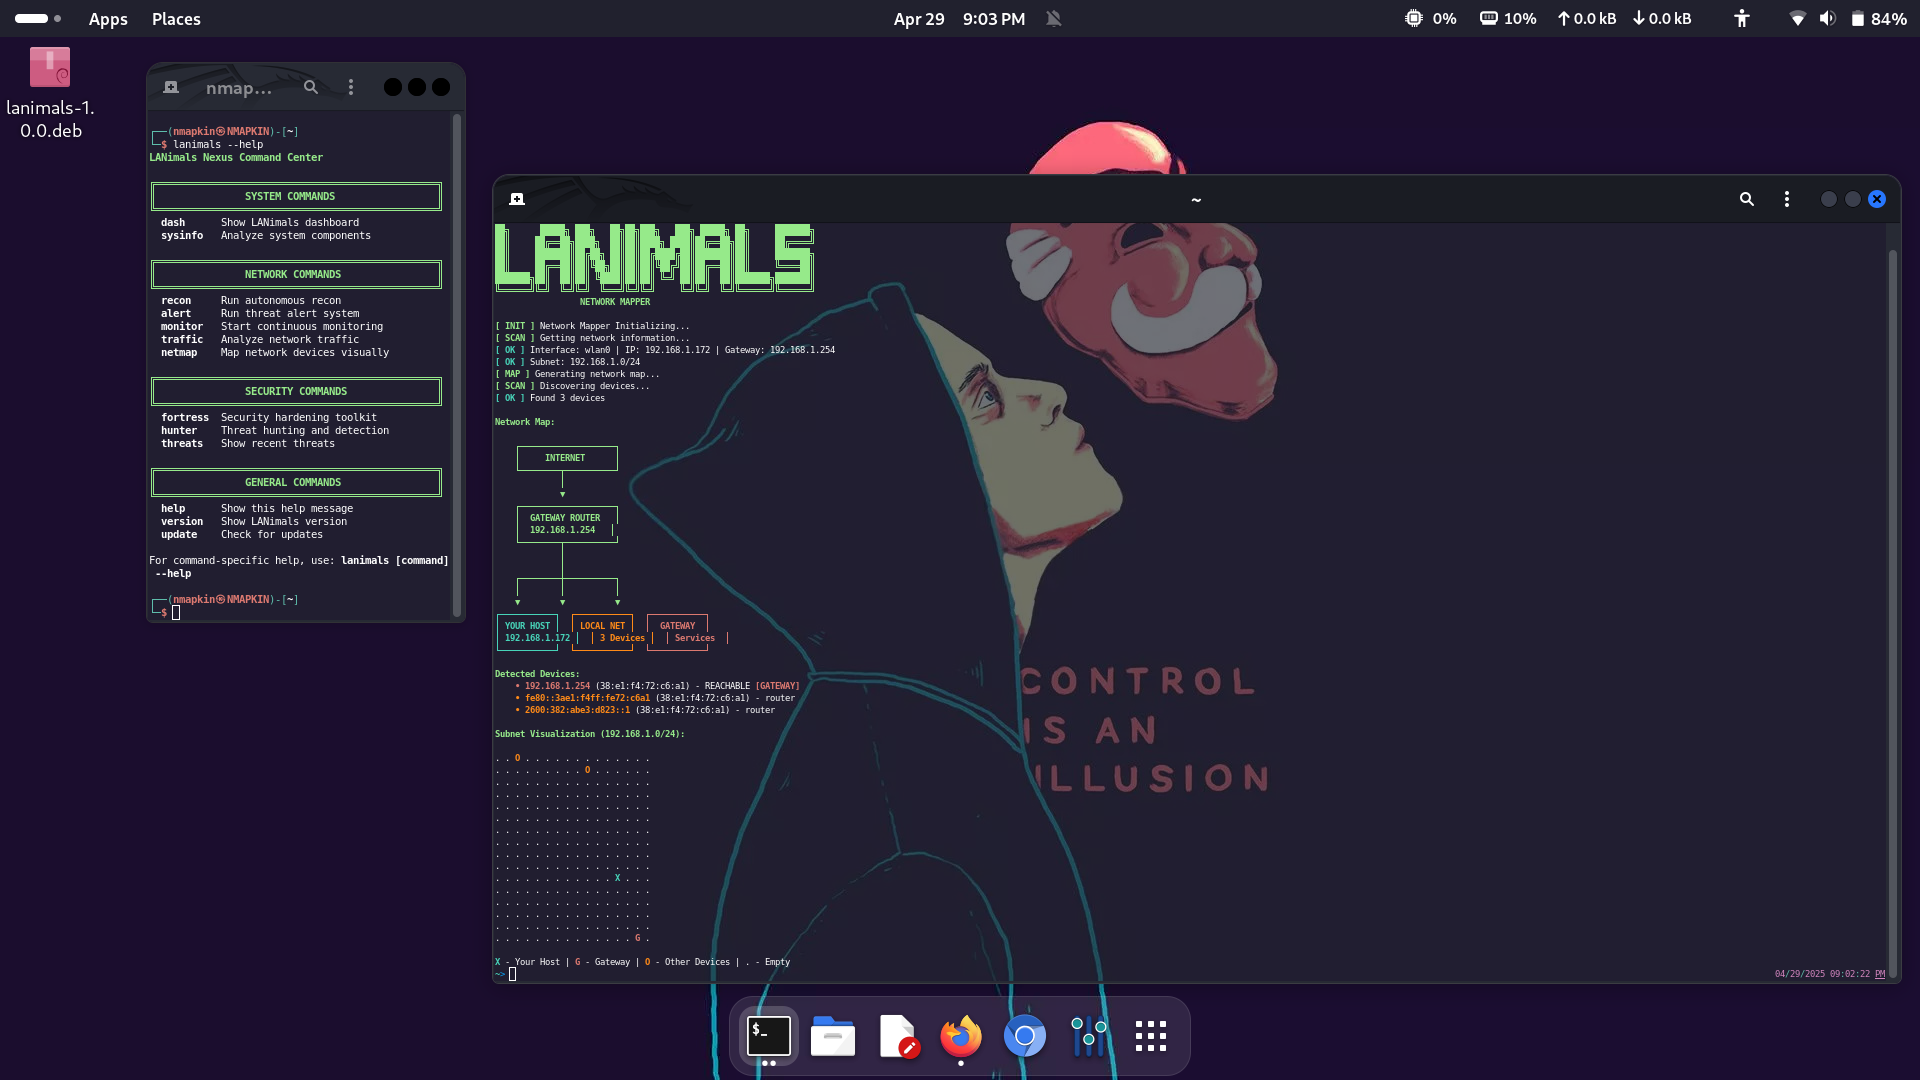 Apps Places
Apr 29 9:03 PM
0% 10% 0.0 kB 0.0 kB 84%
lanimals-1.
0.0.deb
nmap...
┌──(nmapkin㉿NMAPKIN)-[~]
└─$ lanimals --help
LANimals Nexus Command Center
SYSTEM COMMANDS
dash Show LANimals dashboard
sysinfo Analyze system components
NETWORK COMMANDS
recon Run autonomous recon
alert Run threat alert system
monitor Start continuous monitoring
traffic Analyze network traffic
netmap Map network devices visually
SECURITY COMMANDS
fortress Security hardening toolkit
hunter Threat hunting and detection
threats Show recent threats
GENERAL COMMANDS
help Show this help message
version Show LANimals version
update Check for updates
For command-specific help, use: lanimals [command]
--help
┌──(nmapkin㉿NMAPKIN)-[~]
└─$
~
LANIMALS
NETWORK MAPPER
[ INIT ] Network Mapper Initializing...
[ SCAN ] Getting network information...
[ OK ] Interface: wlan0 | IP: 192.168.1.172 | Gateway: 192.168.1.254
[ OK ] Subnet: 192.168.1.0/24
[ MAP ] Generating network map...
[ SCAN ] Discovering devices...
[ OK ] Found 3 devices
Network Map:
INTERNET
GATEWAY ROUTER
192.168.1.254
YOUR HOST LOCAL NET GATEWAY
192.168.1.172 | | 3 Devices | | Services |
Detected Devices:
• 192.168.1.254 (38:e1:f4:72:c6:a1) - REACHABLE [GATEWAY]
• fe80::3ae1:f4ff:fe72:c6a1 (38:e1:f4:72:c6:a1) - router
• 2600:382:abe3:d823::1 (38:e1:f4:72:c6:a1) - router
Subnet Visualization (192.168.1.0/24):
. . O . . . . . . . . . . . . .
. . . . . . . . . O . . . . . .
. . . . . . . . . . . . . . . .
. . . . . . . . . . . . . . . .
. . . . . . . . . . . . . . . .
. . . . . . . . . . . . . . . .
. . . . . . . . . . . . . . . .
. . . . . . . . . . . . . . . .
. . . . . . . . . . . . . . . .
. . . . . . . . . . . . . . . .
. . . . . . . . . . . . X . . .
. . . . . . . . . . . . . . . .
. . . . . . . . . . . . . . . .
. . . . . . . . . . . . . . . .
. . . . . . . . . . . . . . . .
. . . . . . . . . . . . . . G .
X - Your Host | G - Gateway | O - Other Devices | . - Empty
~>
04/29/2025 09:02:22 PM
CONTROL
IS AN
ILLUSION
$_